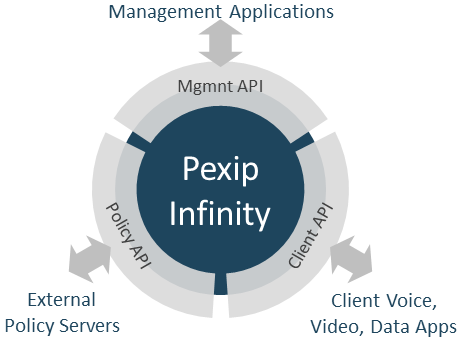 Management Applications
Mgmnt API
Pexip
Infinity
Policy API
Client API
External
Policy Servers
Client Voice,
Video, Data Apps